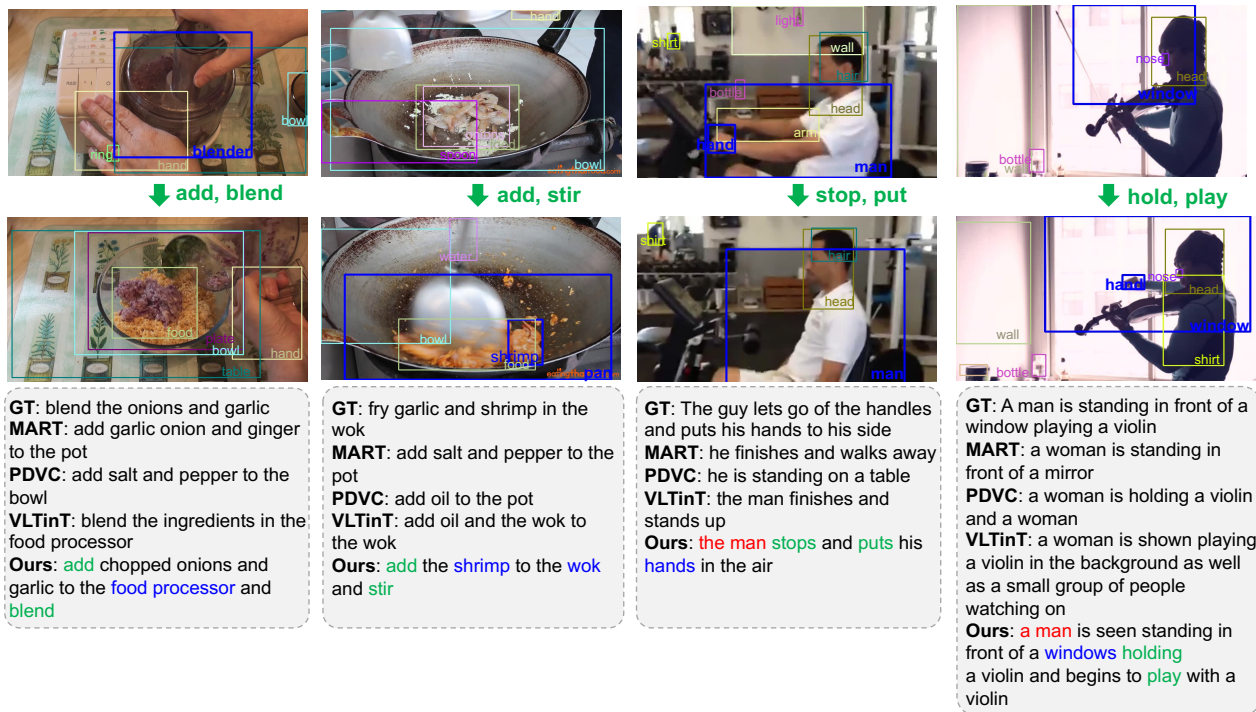 hand
bowl
ring
hand
blender
hand
spoon
bowl
light
shirt
wall
hair
bottle
head
arm
hand
man
nose
head
window
bottle
wall
add, blend
add, stir
stop, put
hold, play
food
plate
bowl
hand
table
water
bowl
shrimp
food
pan
shirt
hair
head
man
hand
nose
head
wall
window
shirt
bottle
GT: blend the onions and garlic
MART: add garlic onion and ginger
to the pot
PDVC: add salt and pepper to the
bowl
VLTinT: blend the ingredients in the
food processor
Ours: add chopped onions and
garlic to the food processor and
blend
GT: fry garlic and shrimp in the
wok
MART: add salt and pepper to the
pot
PDVC: add oil to the pot
VLTinT: add oil and the wok to
the wok
Ours: add the shrimp to the wok
and stir
GT: The guy lets go of the handles
and puts his hands to his side
MART: he finishes and walks away
PDVC: he is standing on a table
VLTinT: the man finishes and
stands up
Ours: the man stops and puts his
hands in the air
GT: A man is standing in front of a
window playing a violin
MART: a woman is standing in
front of a mirror
PDVC: a woman is holding a violin
and a woman
VLTinT: a woman is shown playing
a violin in the background as well
as a small group of people
watching on
Ours: a man is seen standing in
front of a windows holding
a violin and begins to play with a
violin